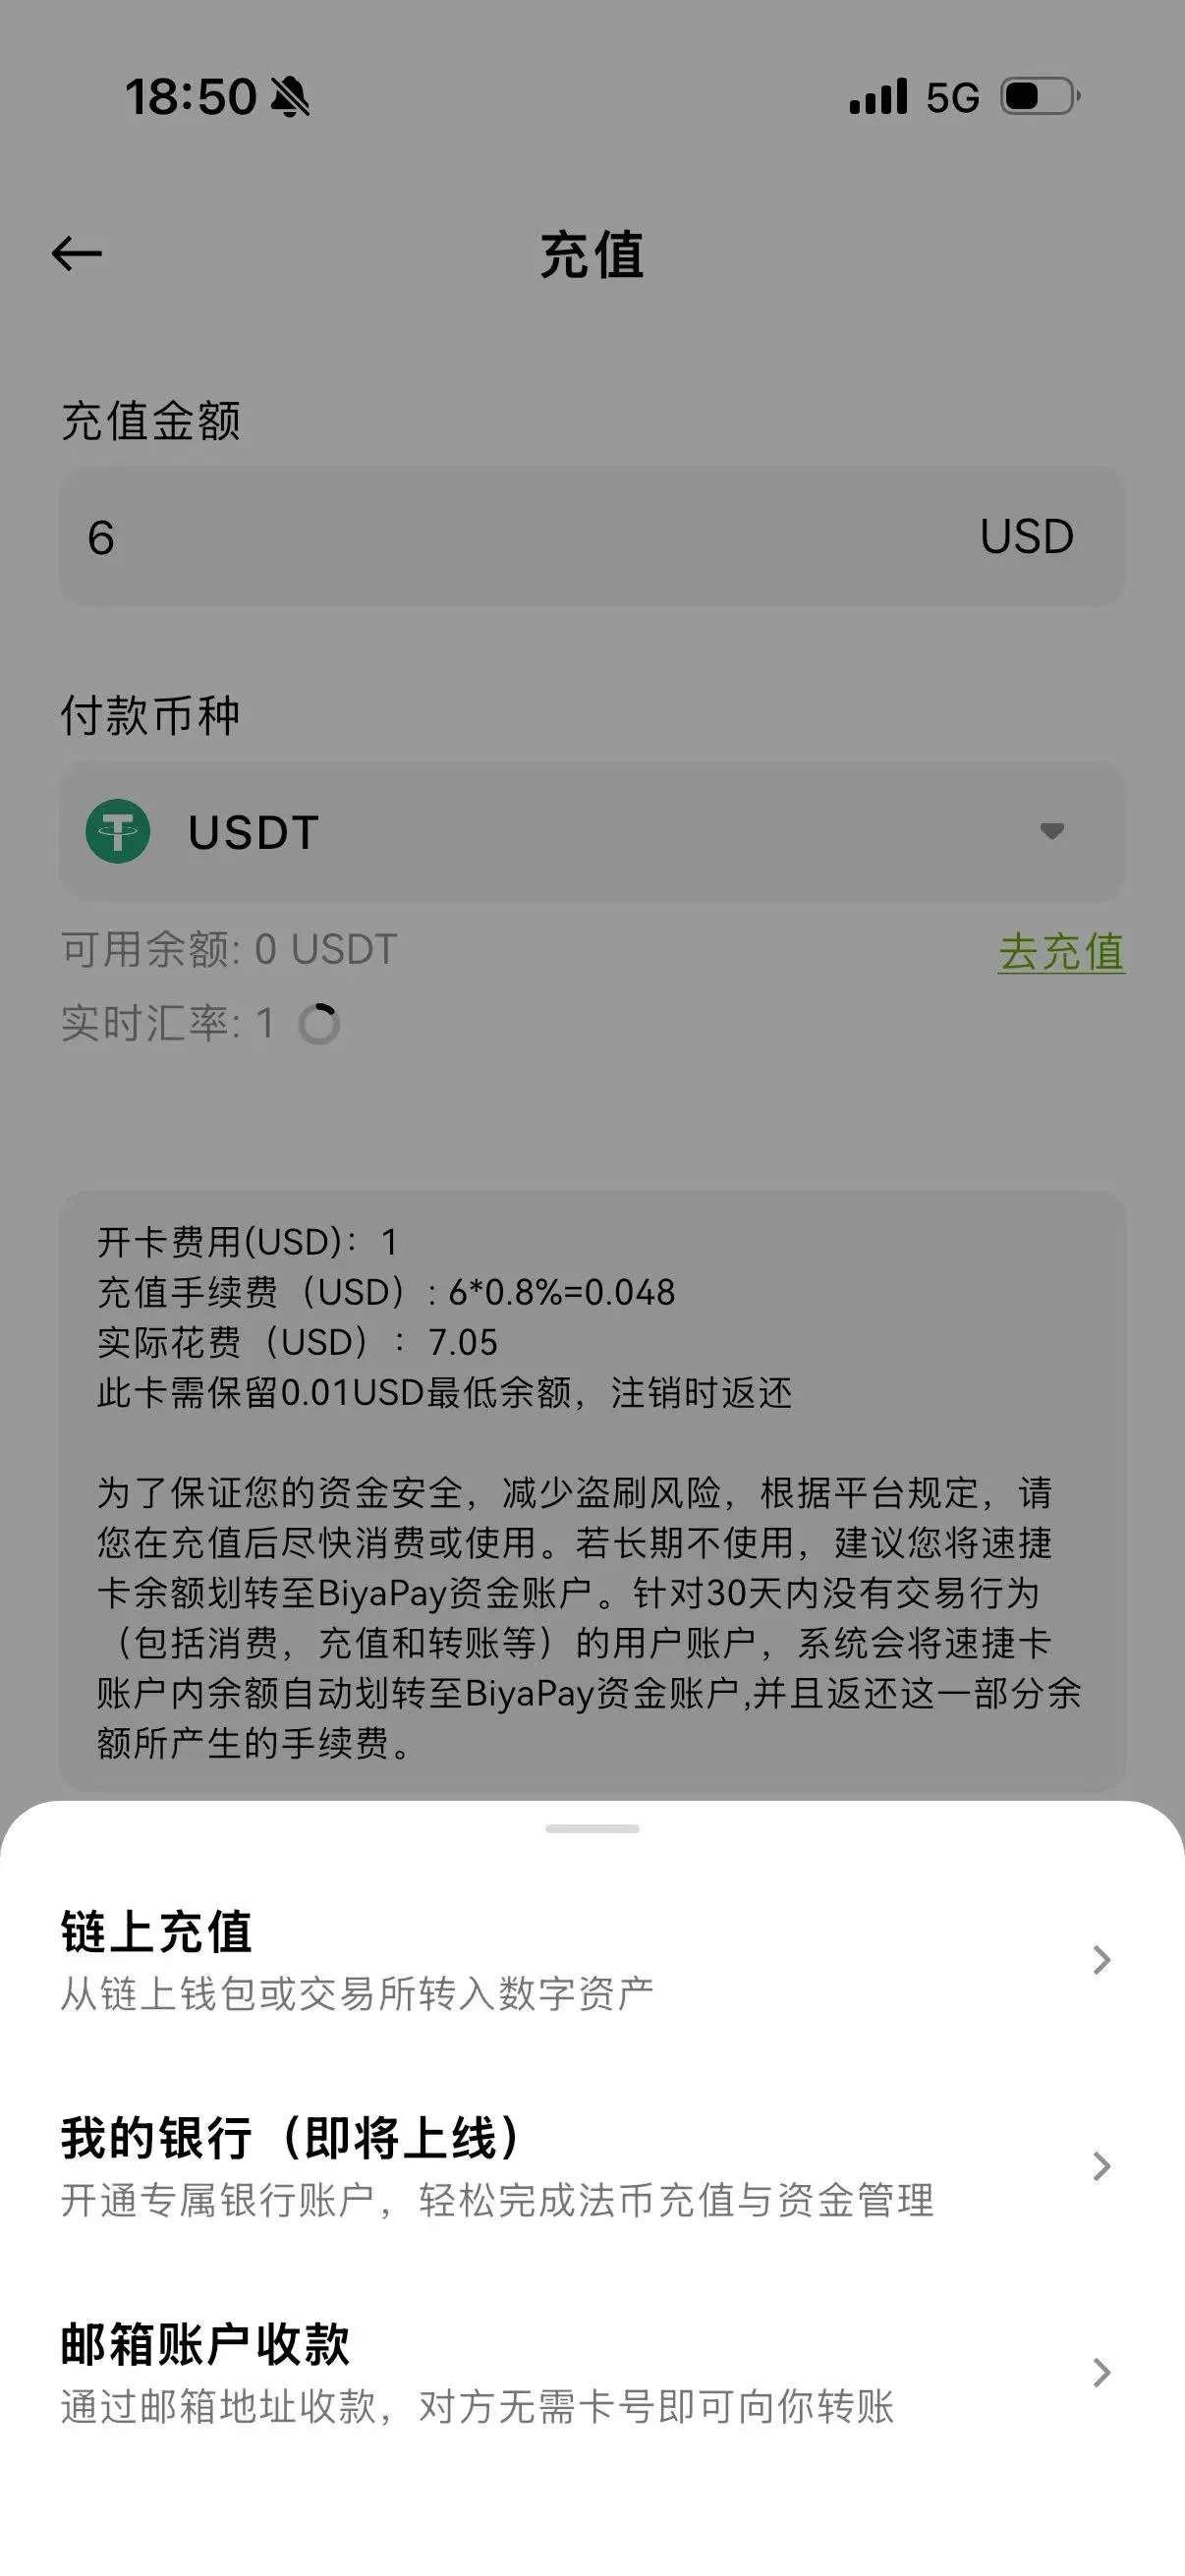 18:50
5G
充值
充值金额
6 USD
付款币种
USDT
可用余额: 0 USDT 去充值
实时汇率: 1
开卡费用(USD)： 1
充值手续费（USD）: 6*0.8%=0.048
实际花费（USD）： 7.05
此卡需保留0.01USD最低余额，注销时返还
为了保证您的资金安全，减少盗刷风险，根据平台规定，请
您在充值后尽快消费或使用。若长期不使用，建议您将速捷
卡余额划转至BiyaPay资金账户。针对30天内没有交易行为
（包括消费，充值和转账等）的用户账户，系统会将速捷卡
账户内余额自动划转至BiyaPay资金账户,并且返还这一部分余
额所产生的手续费。
链上充值
从链上钱包或交易所转入数字资产
我的银行（即将上线）
开通专属银行账户，轻松完成法币充值与资金管理
邮箱账户收款
通过邮箱地址收款，对方无需卡号即可向你转账